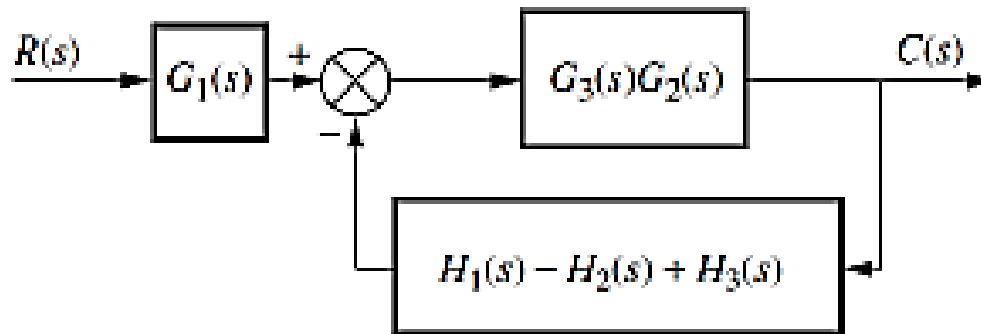 R(s)
G₁(s)
+
−
G₃(s)G₂(s)
C(s)
H₁(s) − H₂(s) + H₃(s)